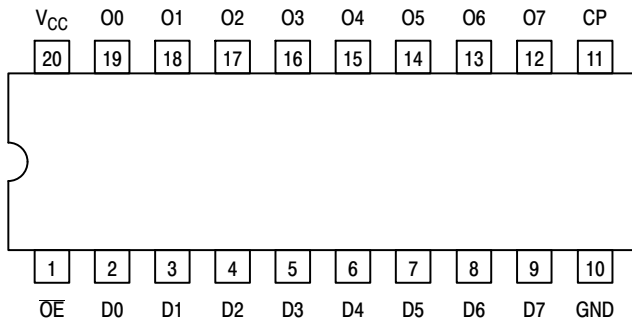 VCC O0 O1 O2 O3 O4 O5 O6 O7 CP
20 19 18 17 16 15 14 13 12 11
1 2 3 4 5 6 7 8 9 10
O̅E̅ D0 D1 D2 D3 D4 D5 D6 D7 GND